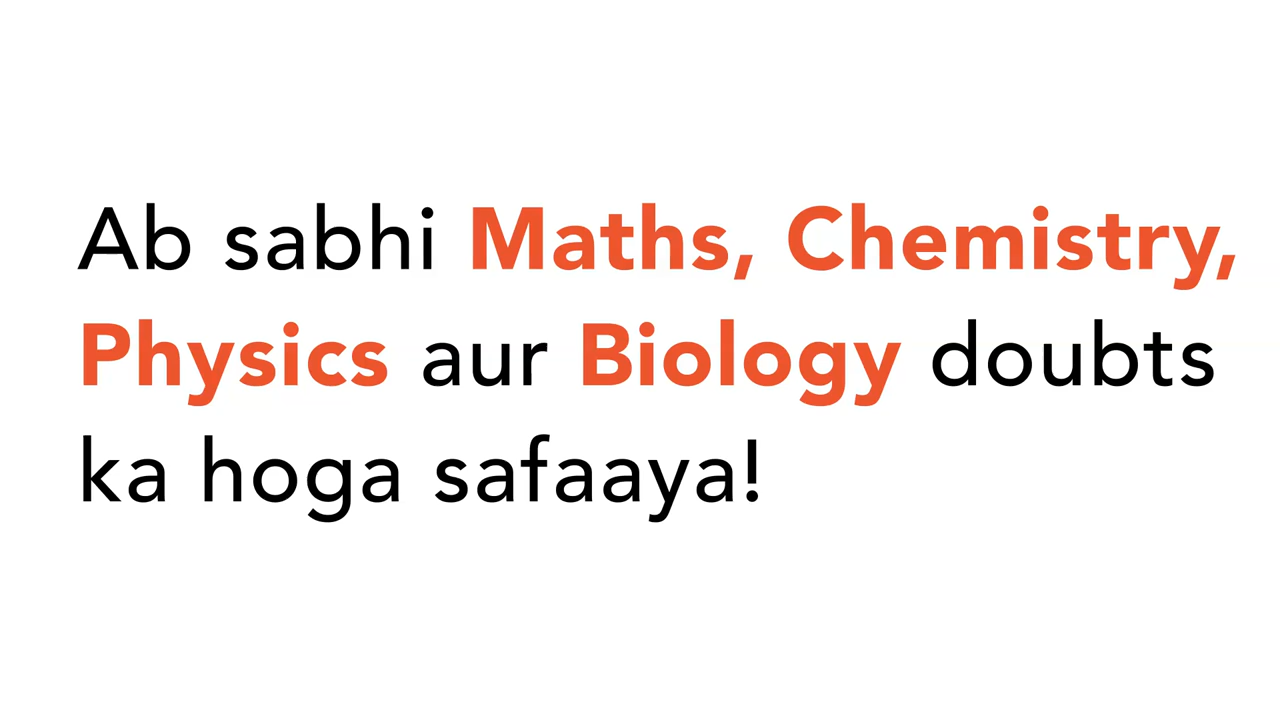 Ab sabhi Maths, Chemistry,
Physics aur Biology doubts
ka hoga safaaya!